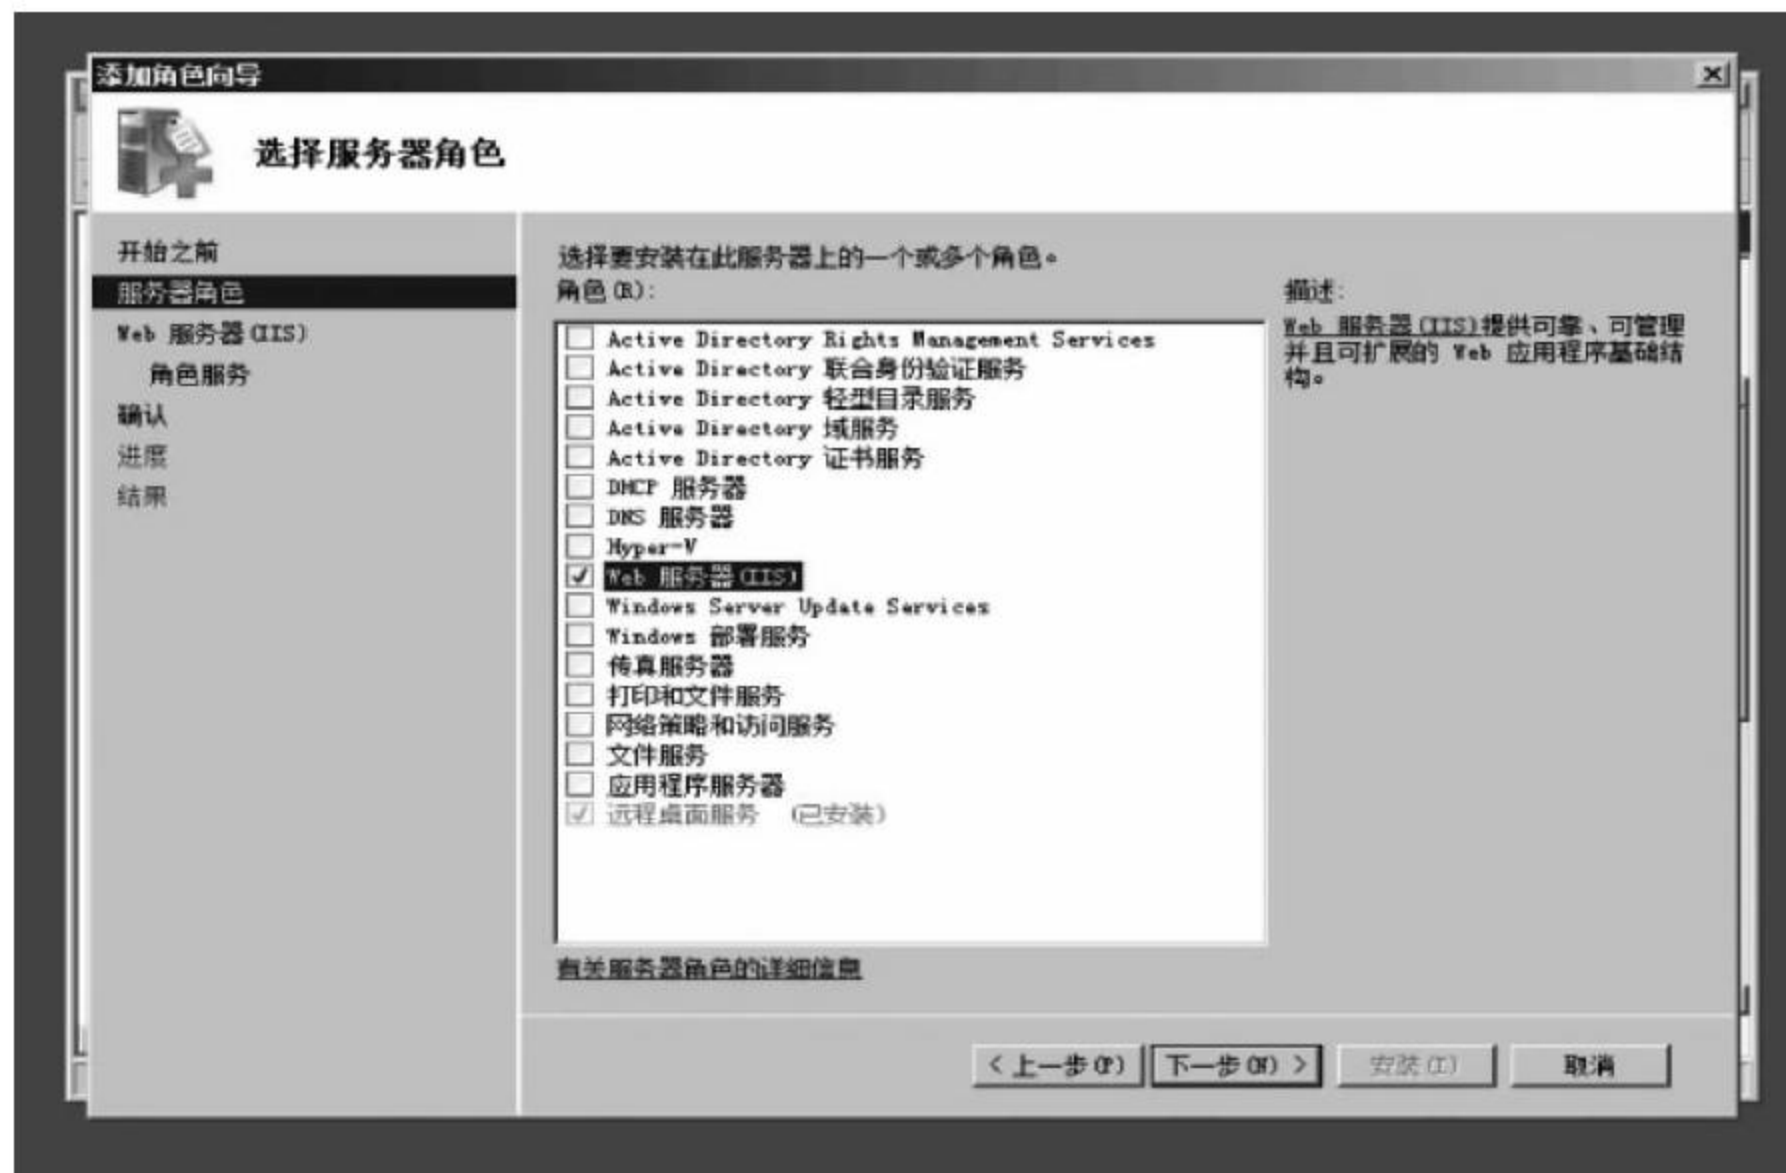 添加角色向导
选择服务器角色
开始之前
服务器角色
Web 服务器(IIS)
角色服务
确认
进度
结果
选择要安装在此服务器上的一个或多个角色。
角色(R):
Active Directory Rights Management Services
Active Directory 联合身份验证服务
Active Directory 轻型目录服务
Active Directory 域服务
Active Directory 证书服务
DHCP 服务器
DNS 服务器
Hyper-V
Web 服务器(IIS)
Windows Server Update Services
Windows 部署服务
传真服务器
打印和文件服务
网络策略和访问服务
文件服务
应用程序服务器
远程桌面服务 (已安装)
有关服务器角色的详细信息
描述:
Web 服务器(IIS)提供可靠、可管理
并且可扩展的 Web 应用程序基础结
构。
< 上一步(P)
下一步(N) >
安装(I)
取消